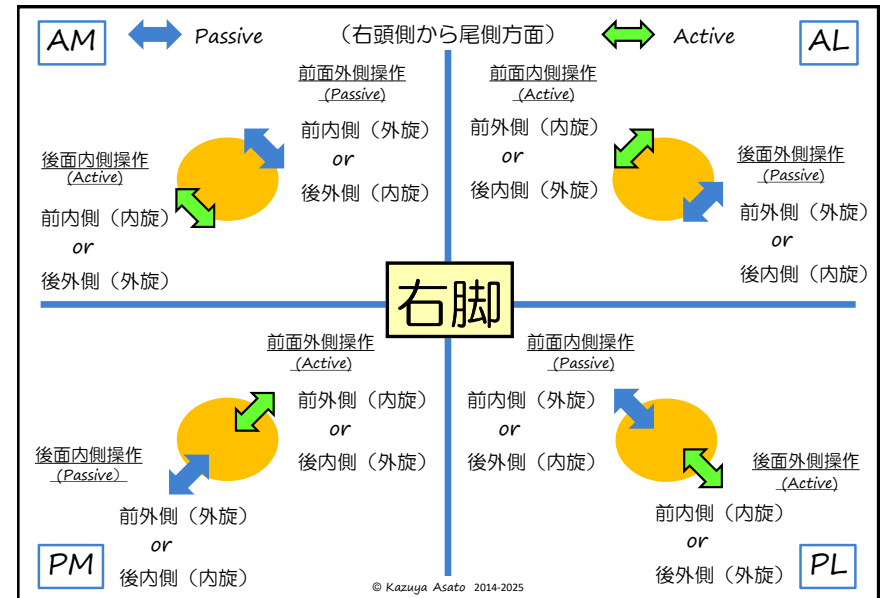 AM
Passive
(右頭側から尾側方面)
Active
AL
前面外側操作
(Passive)
前内側(外旋)
or
後外側(内旋)
後面内側操作
(Active)
前内側(内旋)
or
後外側(外旋)
前面内側操作
(Active)
前外側(内旋)
or
後内側(外旋)
後面外側操作
(Passive)
前外側(外旋)
or
後内側(内旋)
右脚
前面外側操作
(Active)
前外側(内旋)
or
後内側(外旋)
後面内側操作
(Passive)
前外側(外旋)
or
後内側(内旋)
PM
前面内側操作
(Passive)
前内側(外旋)
or
後外側(内旋)
後面外側操作
(Active)
前内側(内旋)
or
後外側(外旋)
PL
© Kazuya Asato 2014-2025